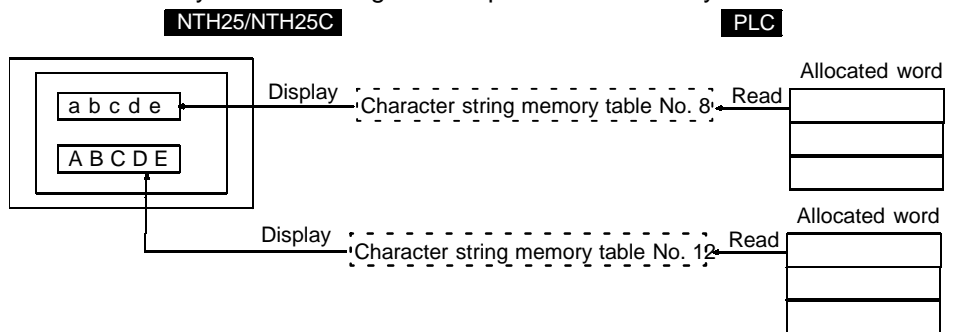 NTH25/NTH25C
PLC
Allocated word
Display
Character string memory table No. 8
Read
a b c d e
A B C D E
Allocated word
Display
Character string memory table No. 12
Read